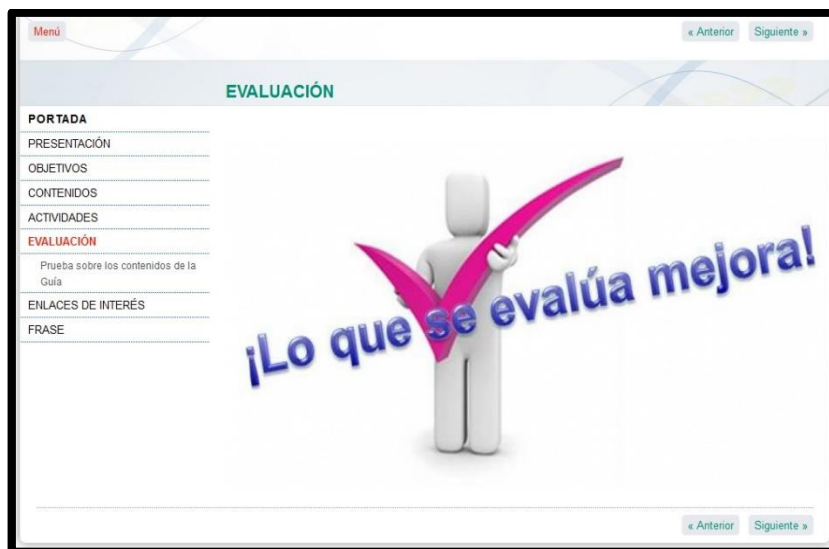 Menú
« Anterior Siguiente »
EVALUACIÓN
PORTADA
PRESENTACIÓN
OBJETIVOS
CONTENIDOS
ACTIVIDADES
EVALUACIÓN
Prueba sobre los contenidos de la
Guía
ENLACES DE INTERÉS
FRASE
¡Lo que se evalúa mejora!
« Anterior Siguiente »